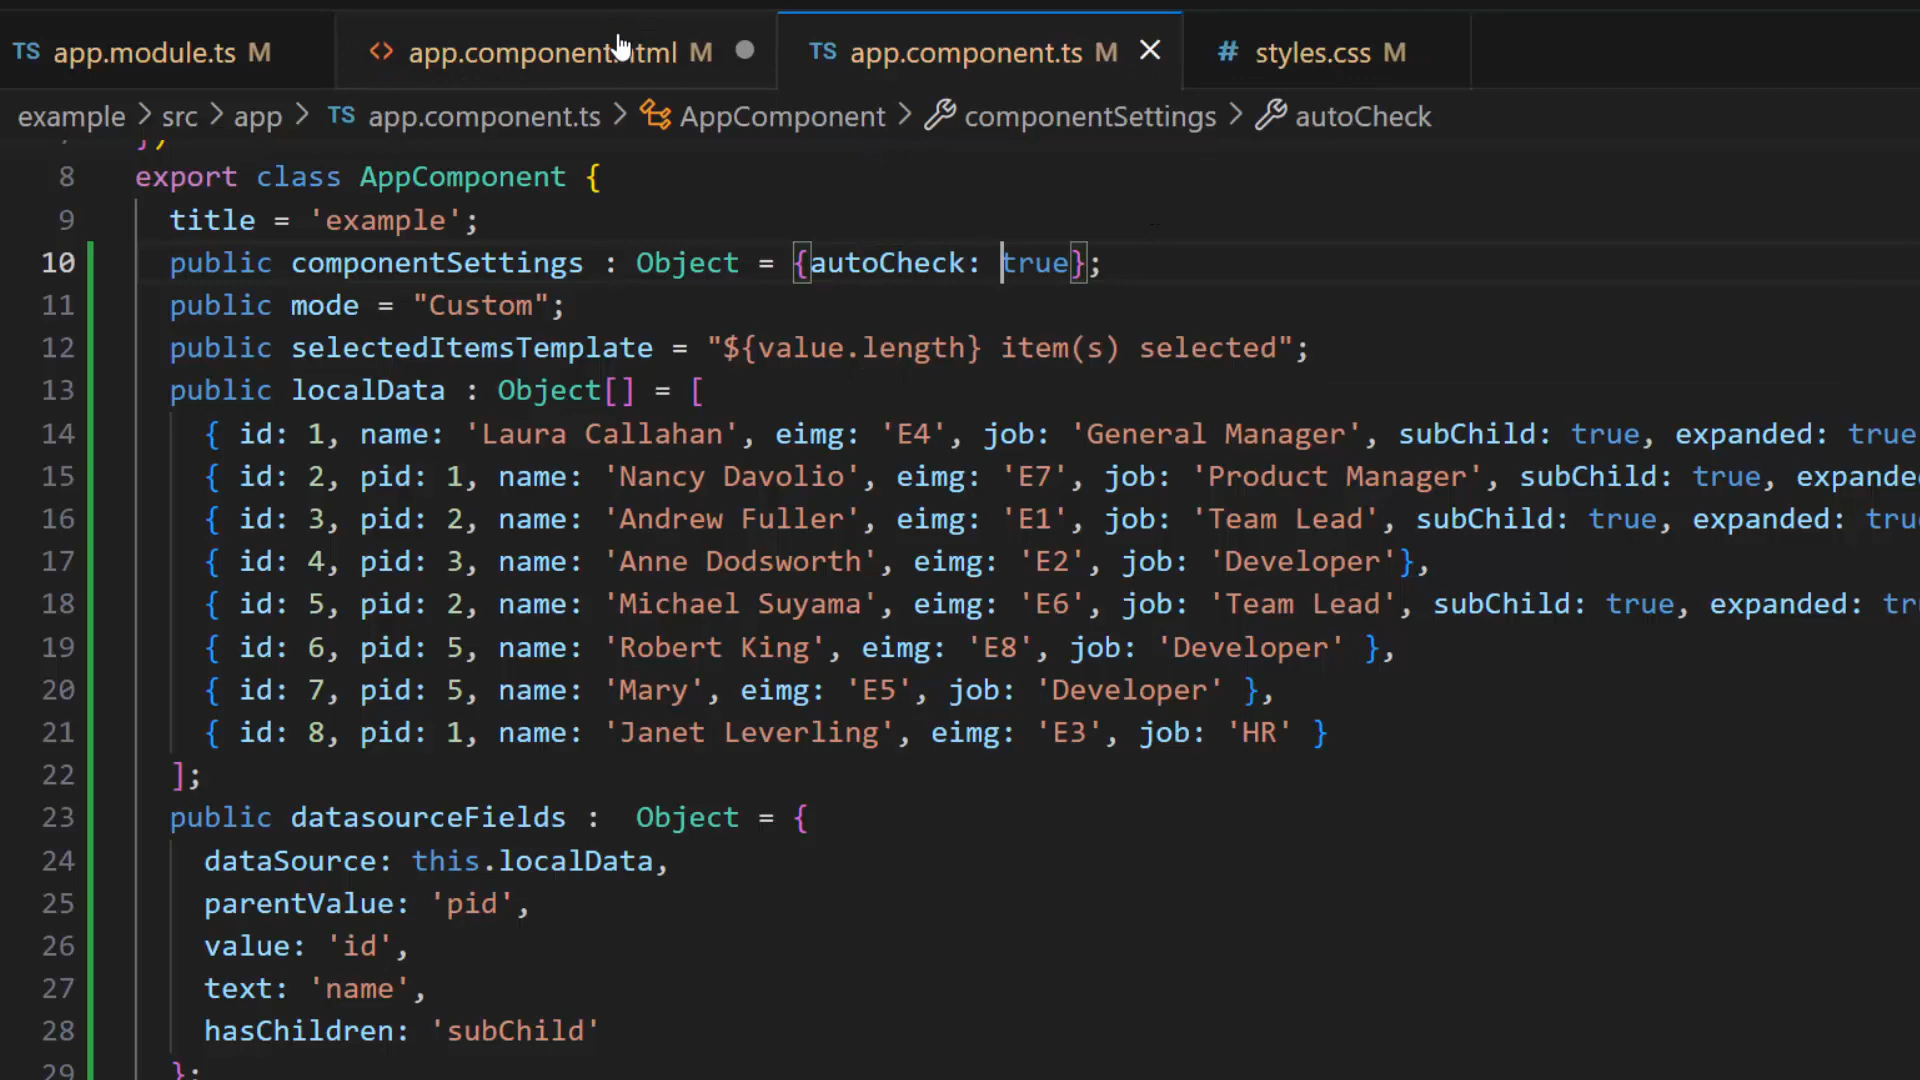 TS app.module.ts M
<> app.component.html M
TS app.component.ts M
# styles.css M
example > src > app > TS app.component.ts > AppComponent > componentSettings > autoCheck
8 export class AppComponent {
9 title = 'example';
10 public componentSettings : Object = {autoCheck: true};
11 public mode = "Custom";
12 public selectedItemsTemplate = "${value.length} item(s) selected";
13 public localData : Object[] = [
14 { id: 1, name: 'Laura Callahan', eimg: 'E4', job: 'General Manager', subChild: true, expanded: true
15 { id: 2, pid: 1, name: 'Nancy Davolio', eimg: 'E7', job: 'Product Manager', subChild: true, expande
16 { id: 3, pid: 2, name: 'Andrew Fuller', eimg: 'E1', job: 'Team Lead', subChild: true, expanded: tru
17 { id: 4, pid: 3, name: 'Anne Dodsworth', eimg: 'E2', job: 'Developer'},
18 { id: 5, pid: 2, name: 'Michael Suyama', eimg: 'E6', job: 'Team Lead', subChild: true, expanded: tr
19 { id: 6, pid: 5, name: 'Robert King', eimg: 'E8', job: 'Developer' },
20 { id: 7, pid: 5, name: 'Mary', eimg: 'E5', job: 'Developer' },
21 { id: 8, pid: 1, name: 'Janet Leverling', eimg: 'E3', job: 'HR' }
22 ];
23 public datasourceFields :  Object = {
24 dataSource: this.localData,
25 parentValue: 'pid',
26 value: 'id',
27 text: 'name',
28 hasChildren: 'subChild'
29 };